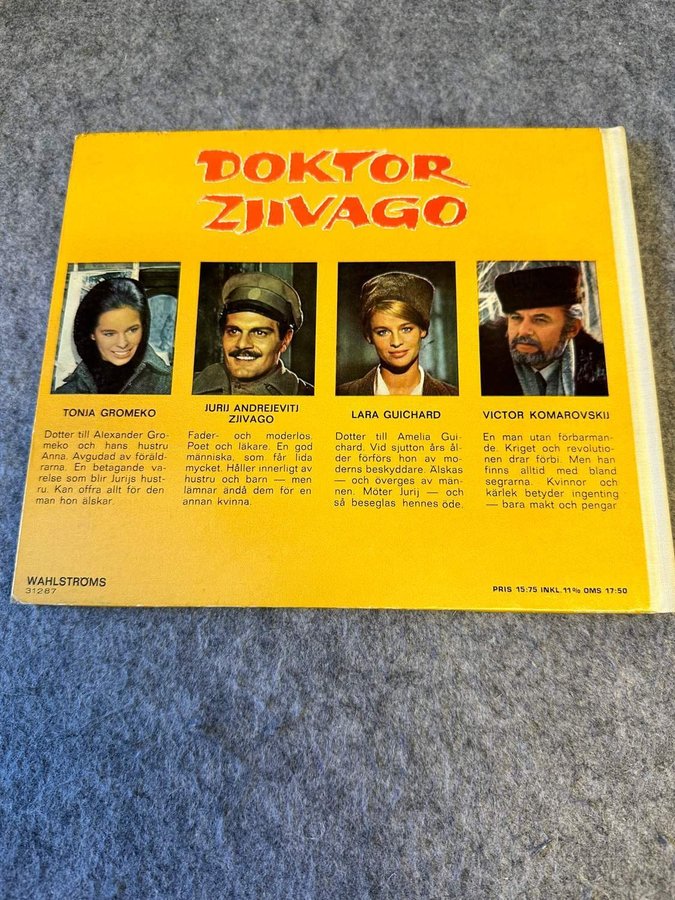 DOKTOR
ZJIVAGO
TONJA GROMEKO
Dotter till Alexander Gro-
meko och hans hustru
Anna. Avgudad av föräld-
rarna. En betagande va-
relse som blir Jurijs hust-
ru. Kan offra allt för den
man hon älskar.
JURIJ ANDREJEVITJ
ZJIVAGO
Fader- och moderlös.
Poet och läkare. En god
människa, som får lida
mycket. Håller innerligt av
hustru och barn — men
lämnar ändå dem för en
annan kvinna.
LARA GUICHARD
Dotter till Amelia Gui-
chard. Vid sjutton års ål-
der förförs hon av mo-
derns beskyddare. Älskas
— och överges av män-
nen. Möter Jurij — och
så beseglas hennes öde.
VICTOR KOMAROVSKIJ
En man utan förbarman-
de. Kriget och revolutio-
nen drar förbi. Men han
finns alltid med bland
segrarna. Kvinnor och
kärlek betyder ingenting
— bara makt och pengar
WAHLSTRÖMS
31267
PRIS 15:75 INKL. 11% OMS 17:50